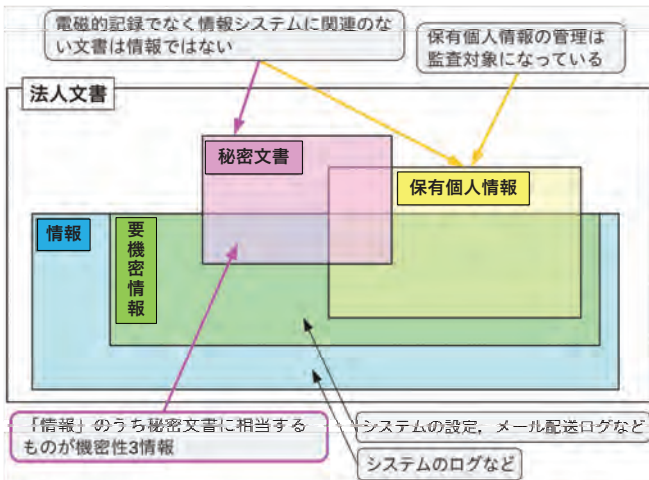 電磁的記録でなく情報システムに関連のな
い文書は情報ではない
保有個人情報の管理は
監査対象になっている
法人文書
秘密文書
保有個人情報
情報
要機密情報
「情報」のうち秘密文書に相当する
ものが機密性3情報
システムの設定，メール配送ログなど
システムのログなど